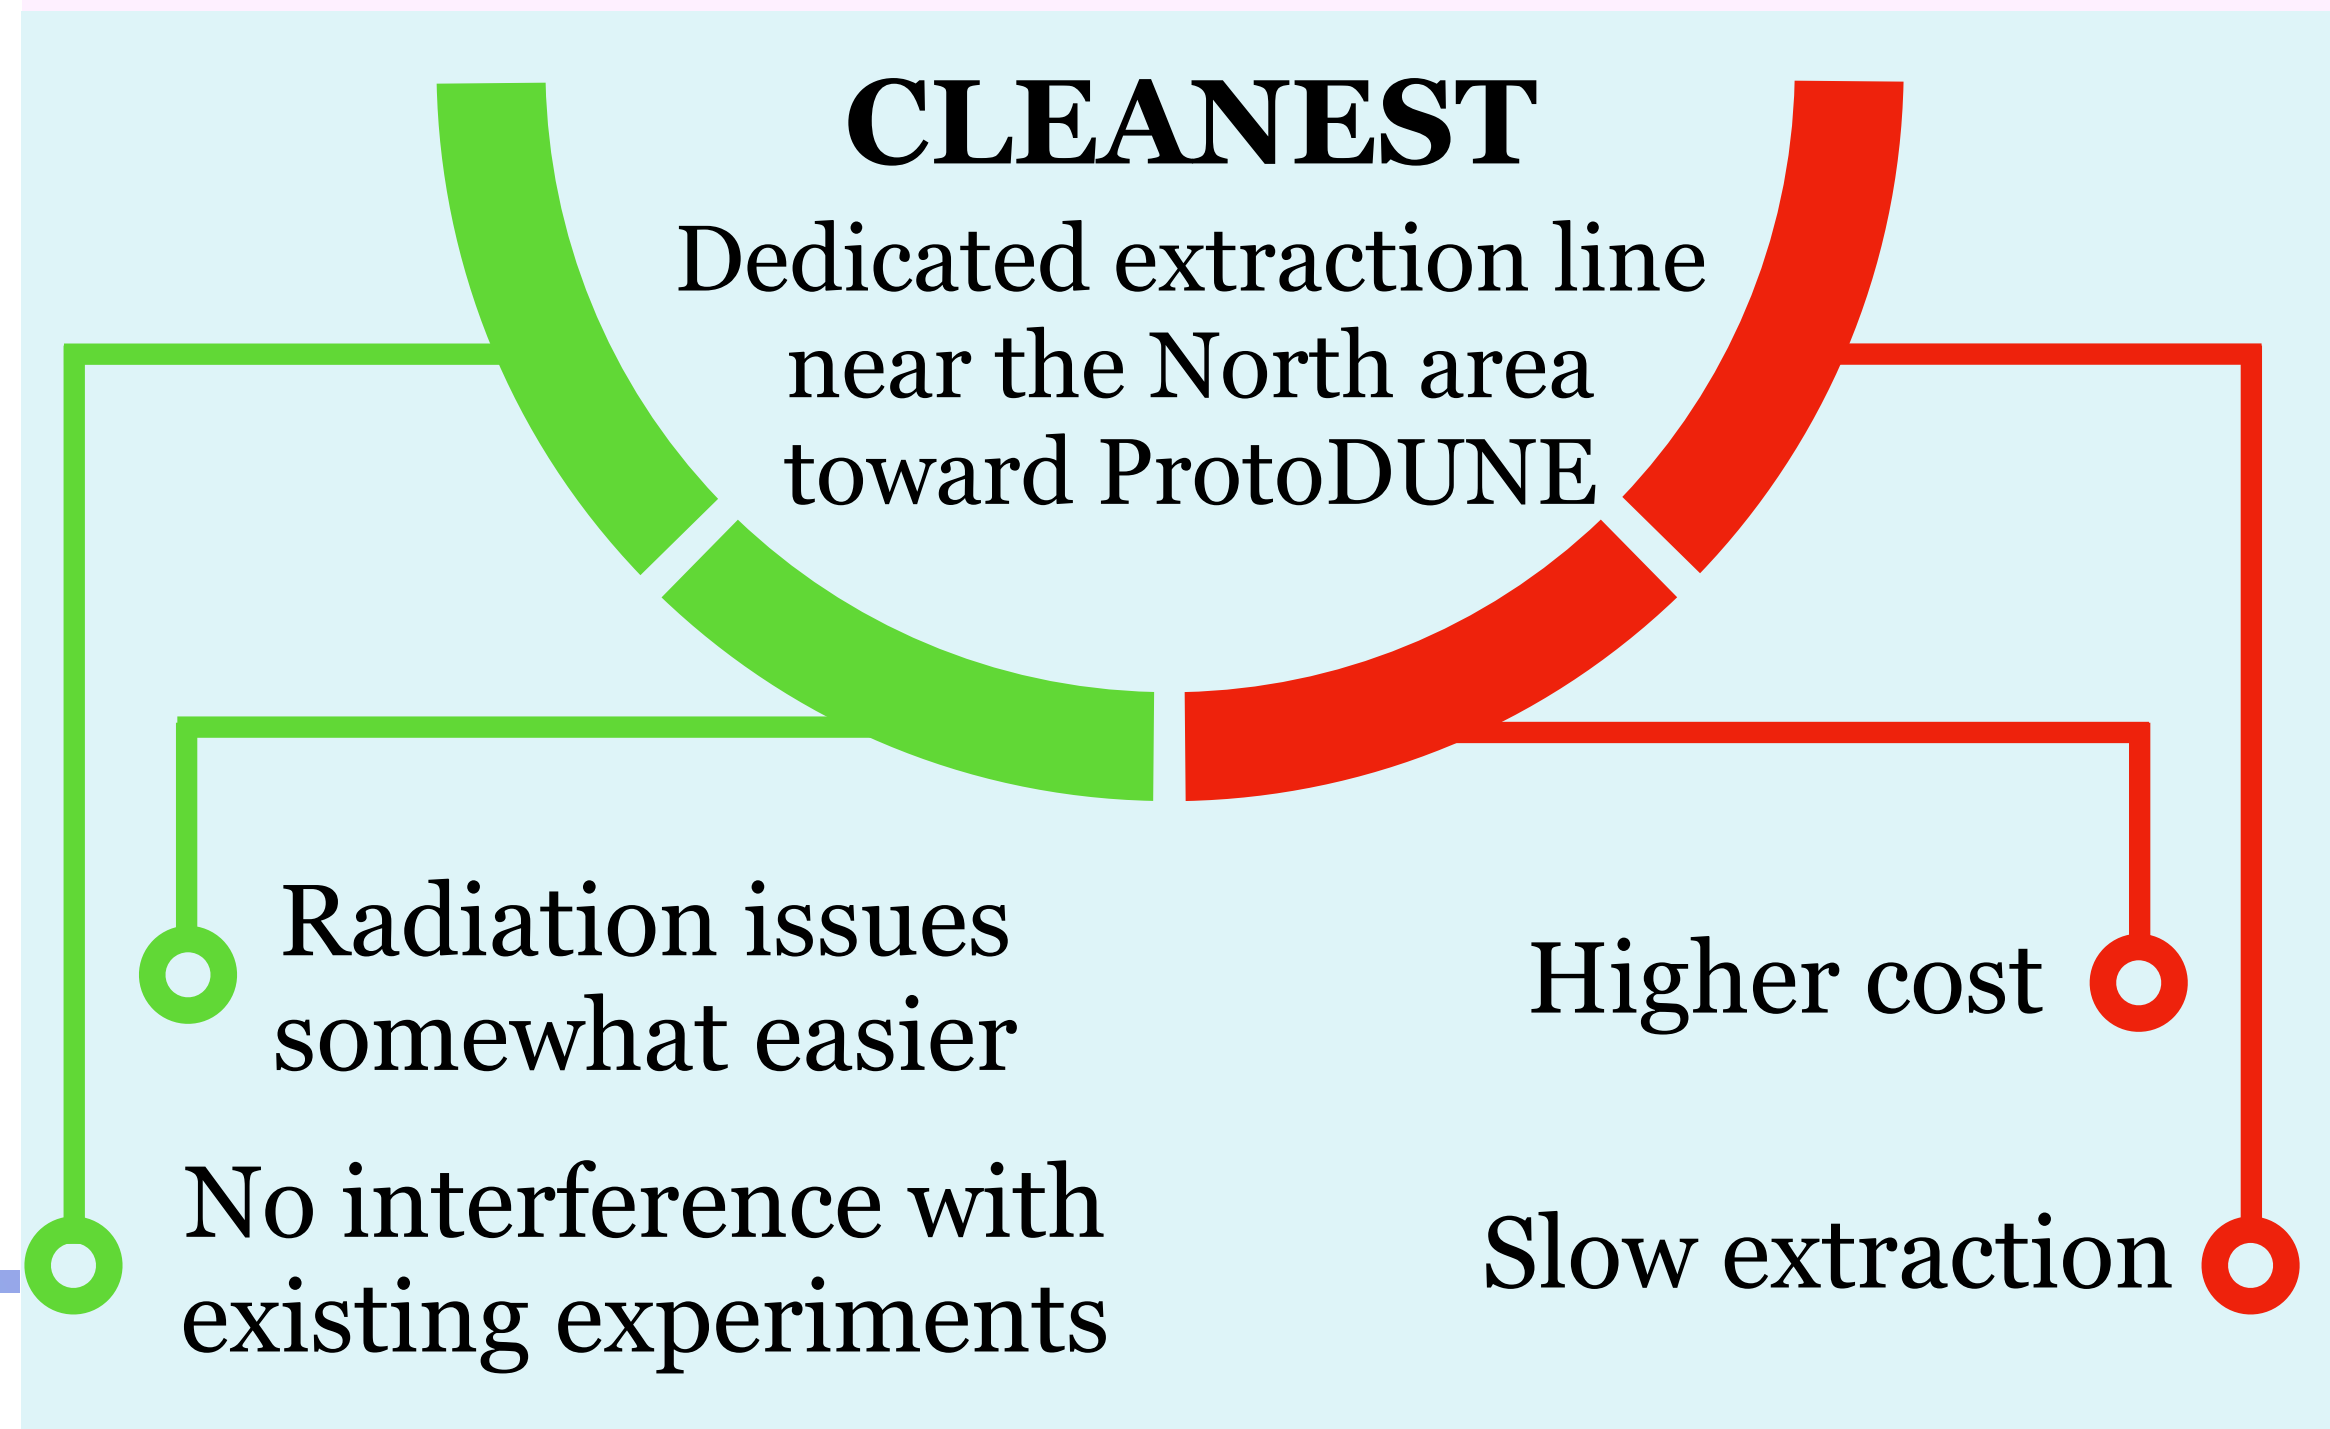 CLEANEST
Dedicated extraction line
near the North area
toward ProtoDUNE
Radiation issues
somewhat easier
No interference with
existing experiments
Higher cost
Slow extraction